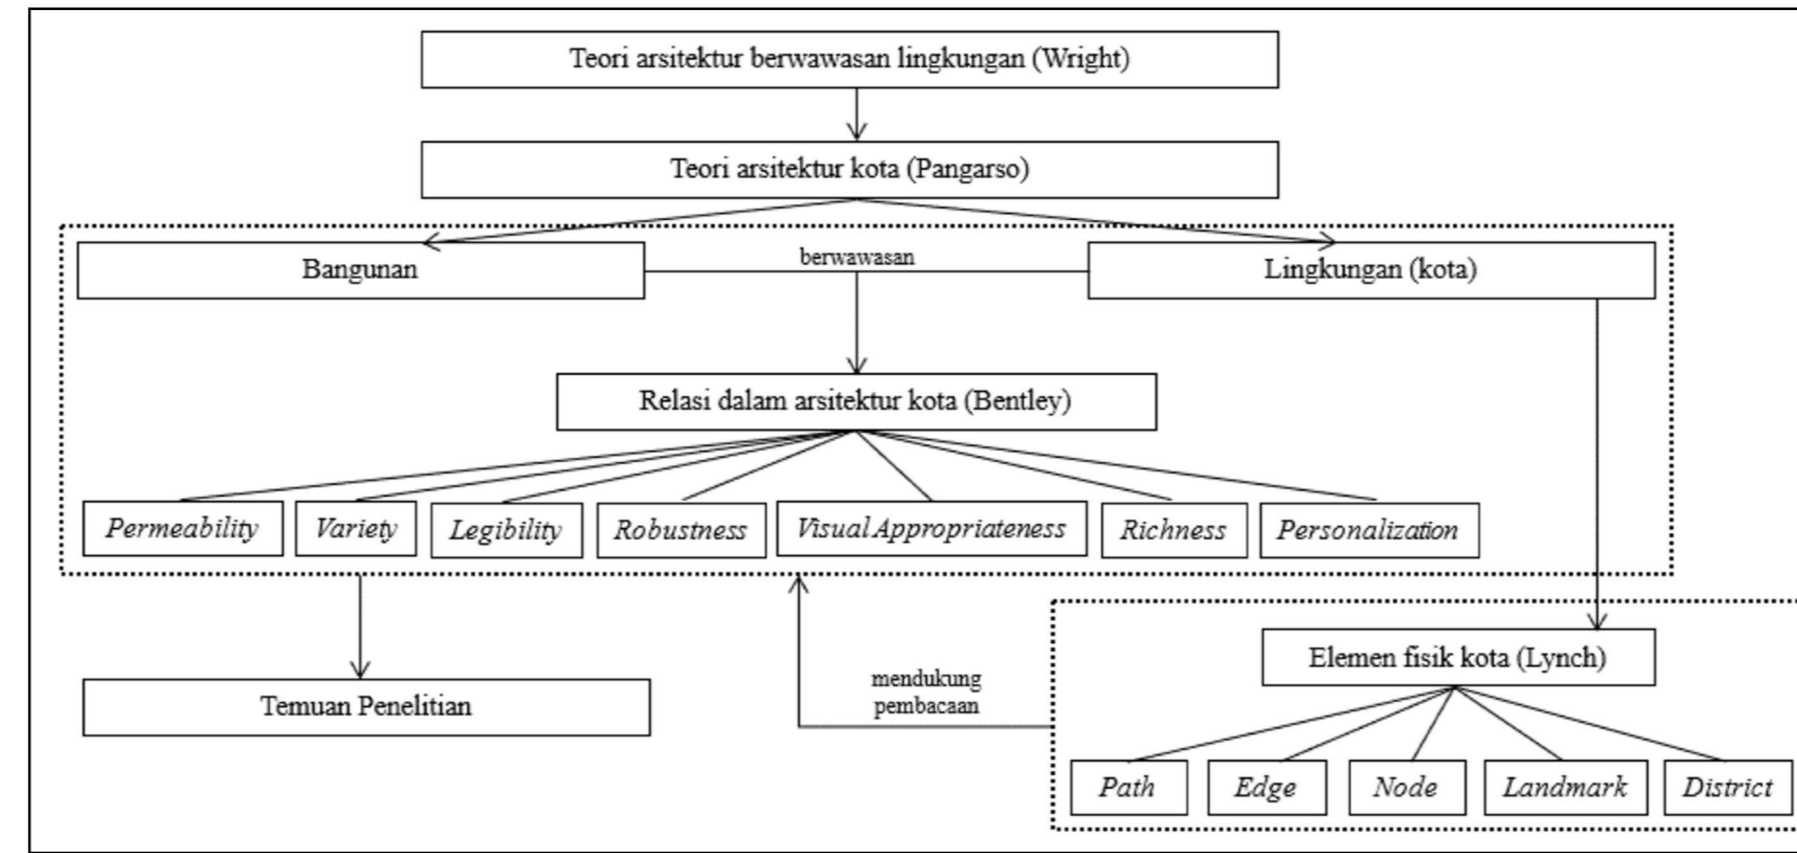 Teori arsitektur berwawasan lingkungan (Wright)
Teori arsitektur kota (Pangarso)
Bangunan
berwawasan
Lingkungan (kota)
Relasi dalam arsitektur kota (Bentley)
Permeability
Variety
Legibility
Robustness
Visual Appropriateness
Richness
Personalization
Elemen fisik kota (Lynch)
mendukung
pembacaan
Temuan Penelitian
Path
Edge
Node
Landmark
District